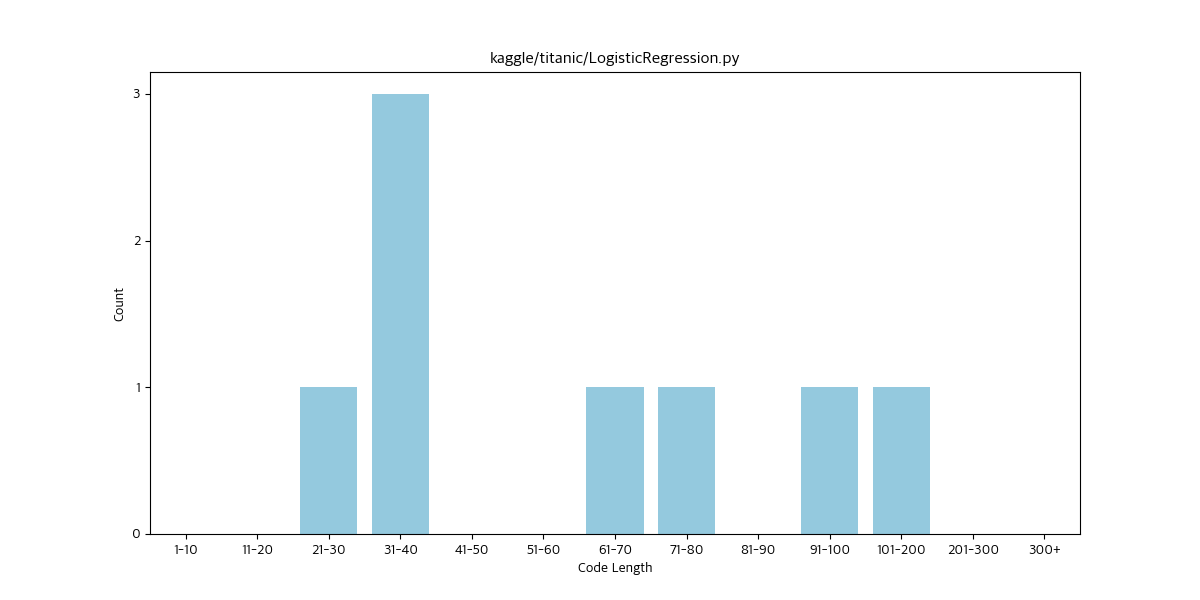 kaggle/titanic/LogisticRegression.py
3
2
1
0
Count
1-10 11-20 21-30 31-40 41-50 51-60 61-70 71-80 81-90 91-100 101-200 201-300 300+
Code Length